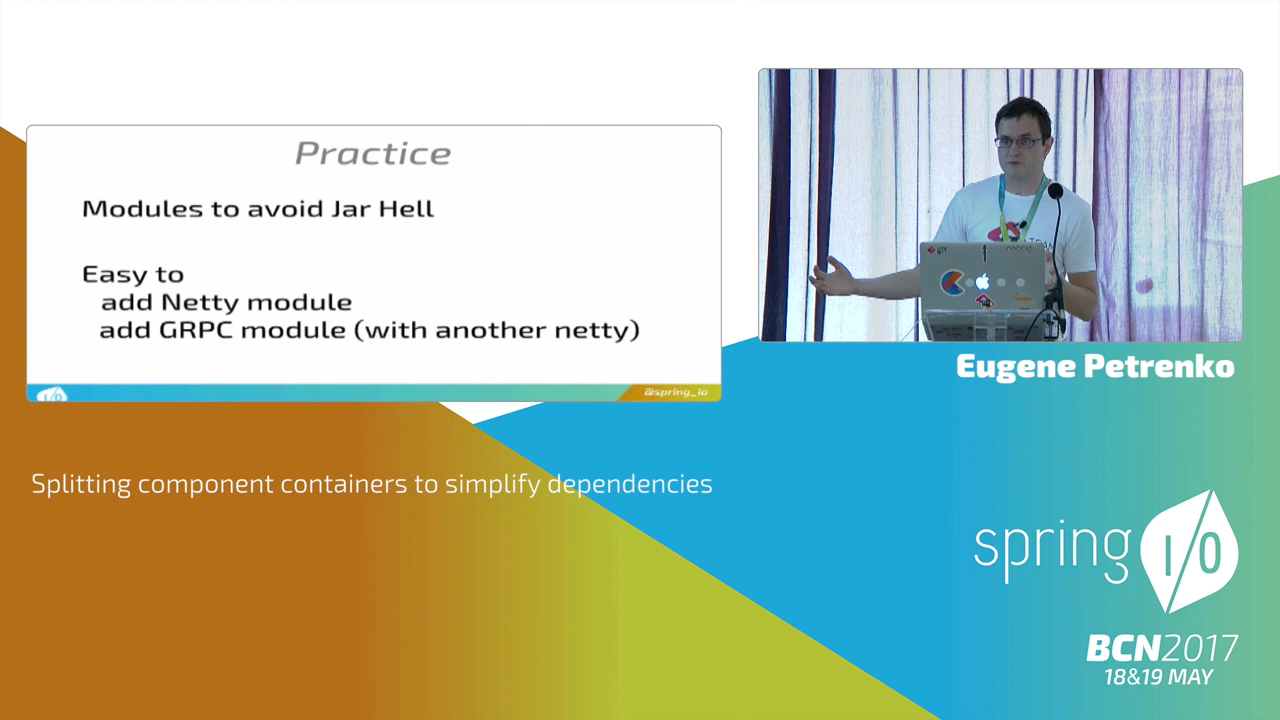 Practice
Modules to avoid Jar Hell
Easy to
add Netty module
add GRPC module (with another netty)
I/O
@spring_io
git
Eugene Petrenko
Splitting component containers to simplify dependencies
spring I/O
BCN2017
18&19 MAY